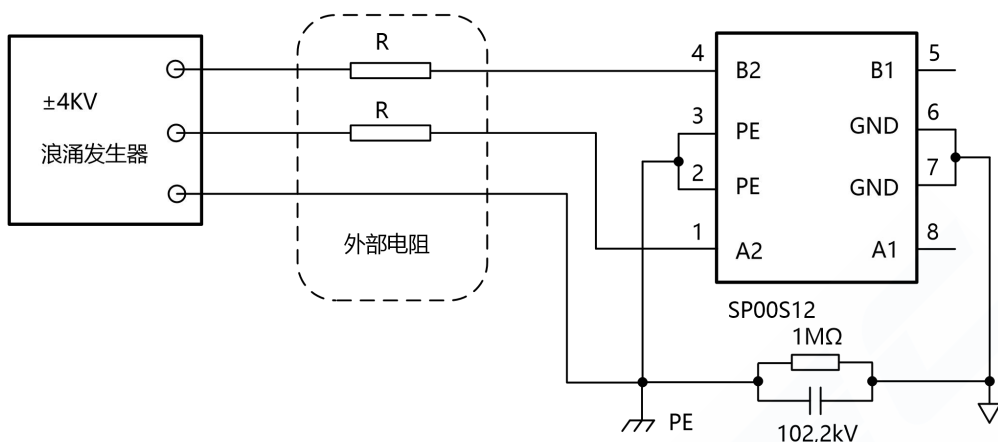 ±4KV
浪涌发生器
R
R
外部电阻
4
3
2
1
B2
PE
PE
A2
B1
GND
GND
A1
5
6
7
8
SP00S12
1MΩ
PE
102,2kV